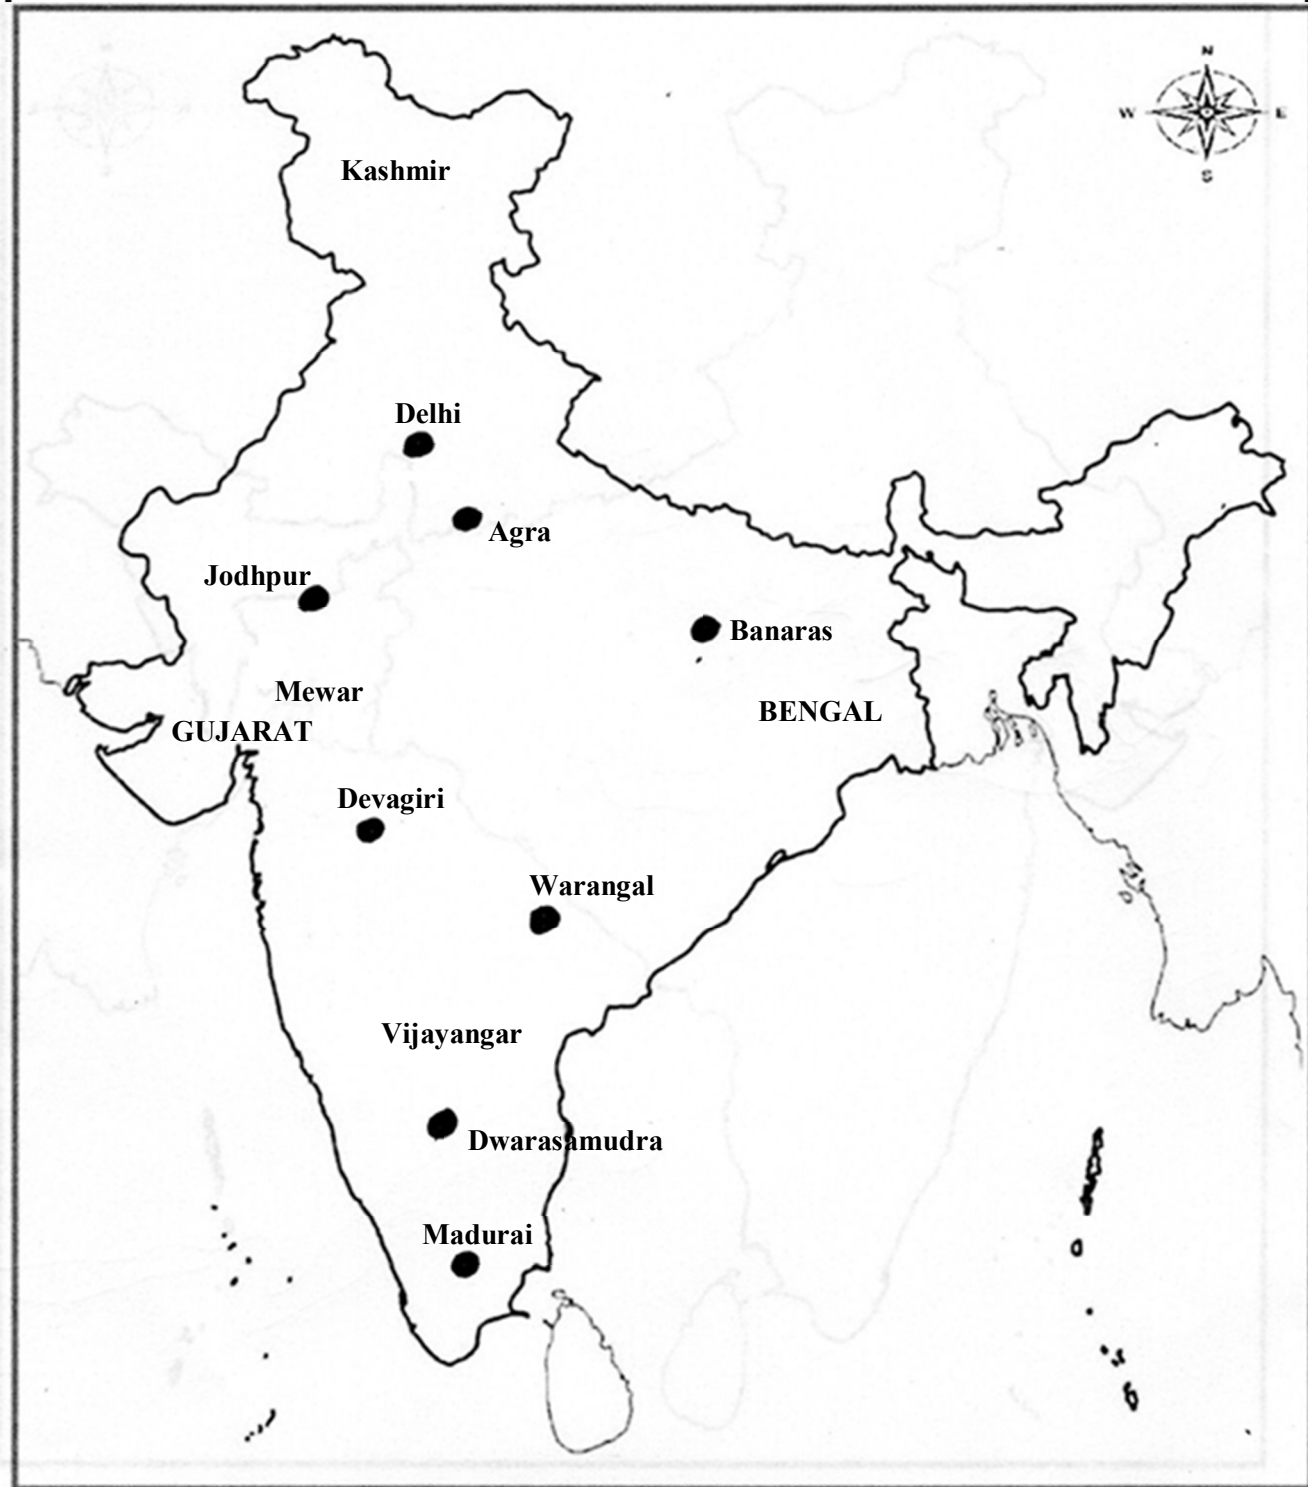 N
W E
S
Kashmir
Delhi
Agra
Jodhpur
Banaras
Mewar
BENGAL
GUJARAT
Devagiri
Warangal
Vijayangar
Dwarasamudra
Madurai